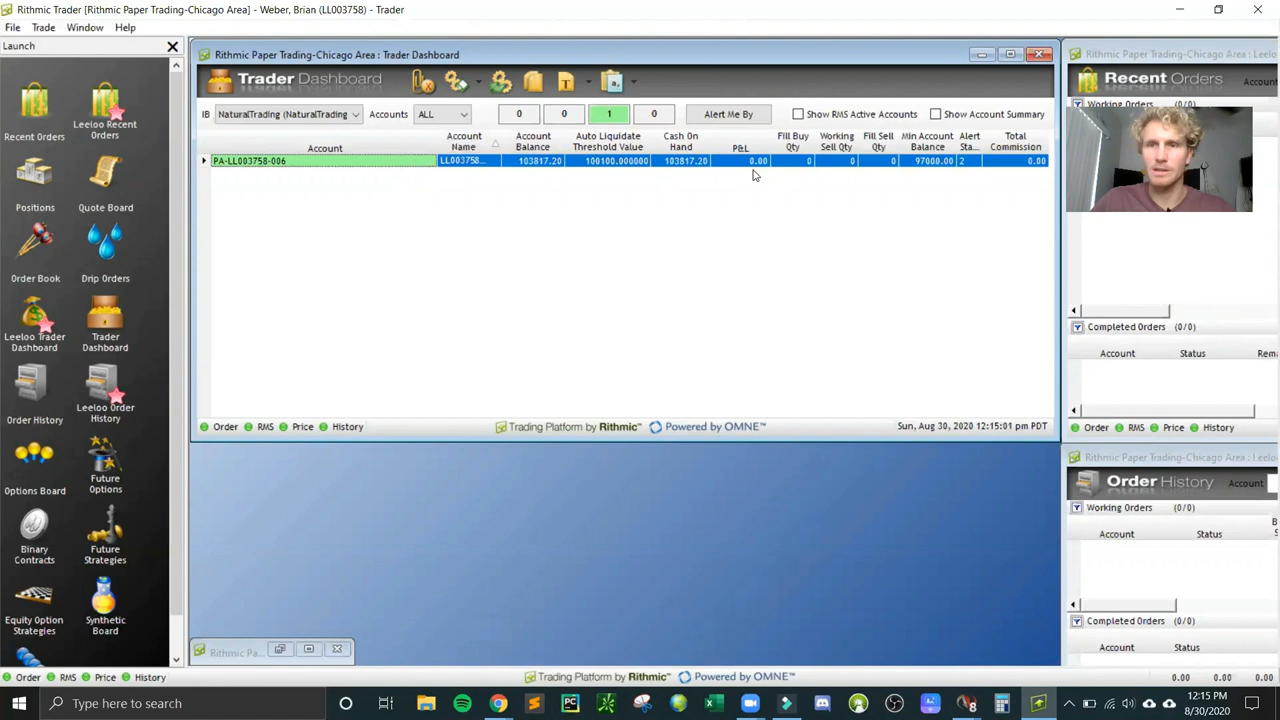 Rithmic Trader [Rithmic Paper Trading-Chicago Area] - Weber, Brian (LL003758) - Trader
File Trade Window Help
Launch
Recent Orders
Leeloo Recent Orders
Positions
Quote Board
Order Book
Drip Orders
Leeloo Trader Dashboard
Trader Dashboard
Order History
Leeloo Order History
Options Board
Future Options
Binary Contracts
Future Strategies
Equity Option Strategies
Synthetic Board
Rithmic Paper Trading-Chicago Area : Trader Dashboard
Trader Dashboard
IB NaturalTrading (NaturalTrading Accounts ALL 0 0 1 0 Alert Me By Show RMS Active Accounts Show Account Summary
Account
Account Name
Account Balance
Auto Liquidate Threshold Value
Cash On Hand
P&L
Fill Buy Qty
Working Sell Qty
Fill Sell Qty
Min Account Balance
Alert Sta...
Total Commission
PA-LL003758-006 LL003758... 103817.20 100100.000000 103817.20 0.00 0 0 0 97000.00 2 0.00
Order RMS Price History Trading Platform by Rithmic™ Powered by OMNE™ Sun, Aug 30, 2020 12:15:01 pm PDT
Rithmic Paper Trading-Chicago Area : Leel
Recent Orders Account
Working Orders
Completed Orders (0/0)
Account Status Rema
Order RMS Price History
Rithmic Paper Trading-Chicago Area : Leelo
Order History Account
Working Orders (0/0)
Account Status
Completed Orders (0/0)
Account Status
Rithmic Pa...
Order RMS Price History Trading Platform by Rithmic™ Powered by OMNE™ 0.00 0.00 0.00
Type here to search
12:15 PM
8/30/2020